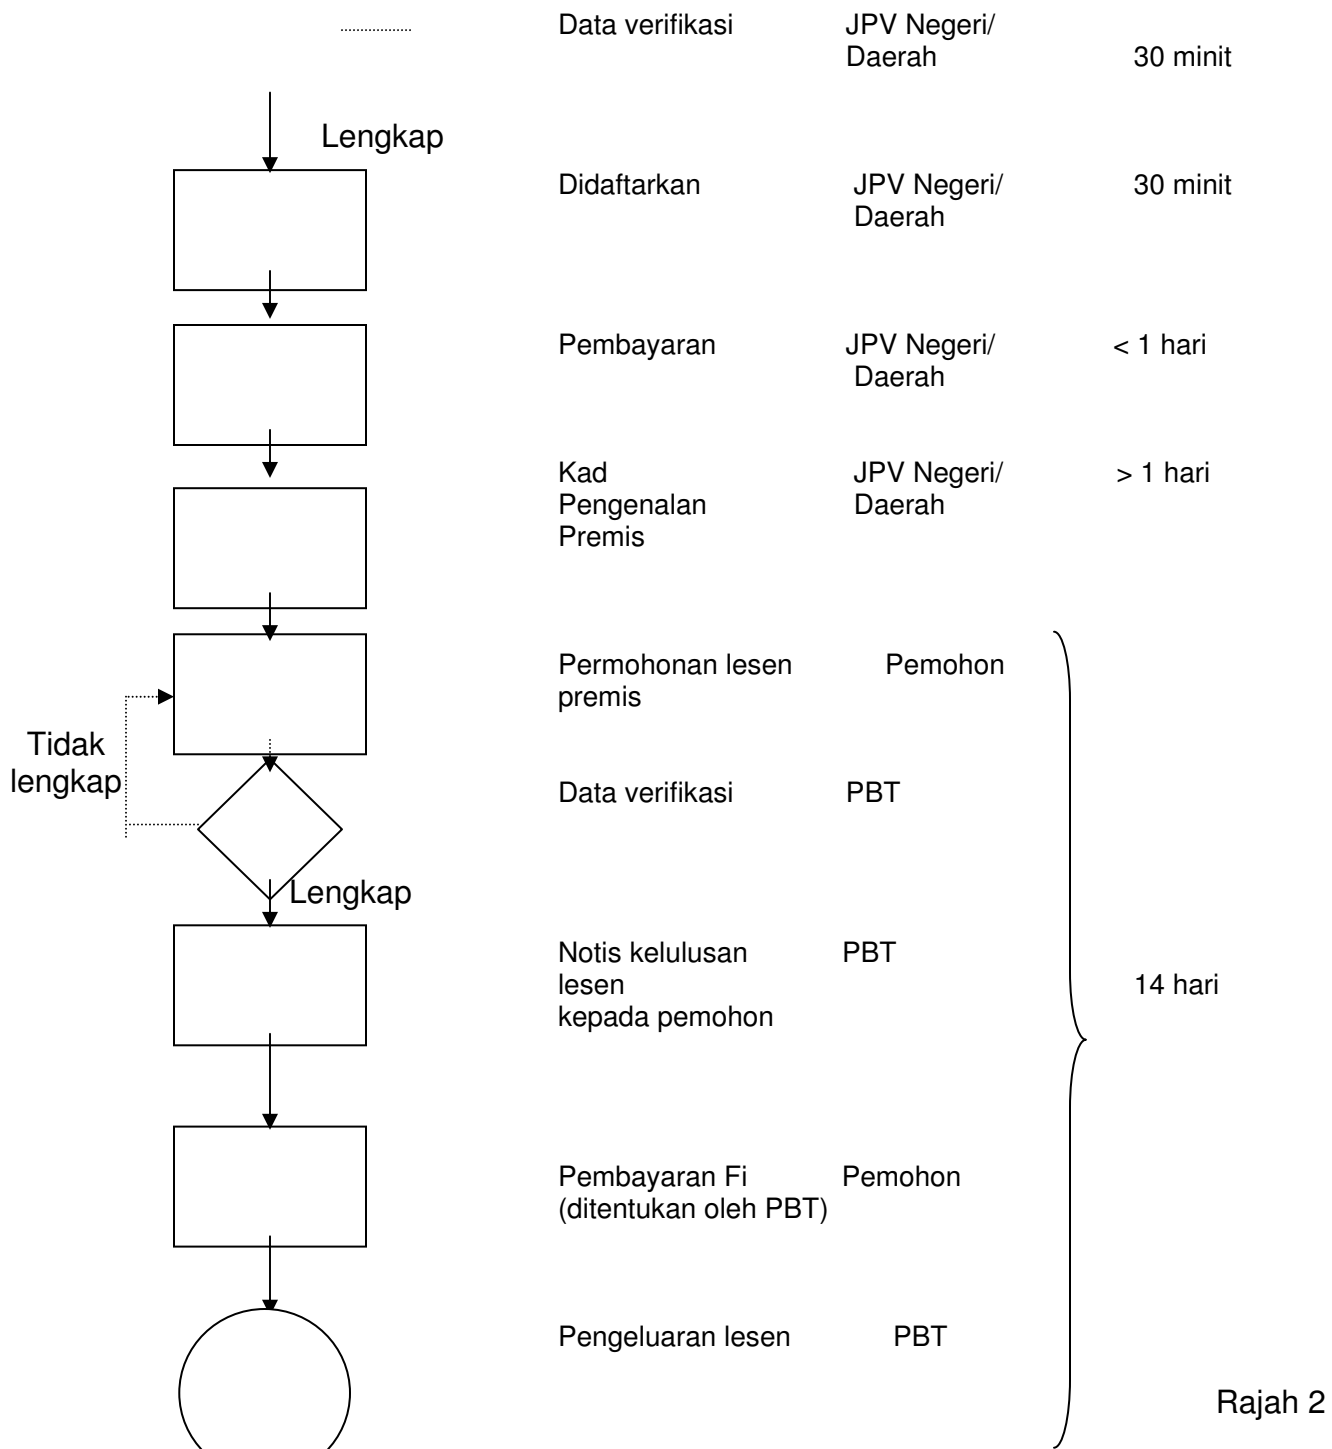 Data verifikasi JPV Negeri/
Daerah 30 minit
Lengkap
Didaftarkan JPV Negeri/ 30 minit
Daerah
Pembayaran JPV Negeri/ < 1 hari
Daerah
Kad JPV Negeri/ > 1 hari
Pengenalan Daerah
Premis
Permohonan lesen Pemohon
premis
Tidak
lengkap
Data verifikasi PBT
Lengkap
Notis kelulusan PBT
lesen 14 hari
kepada pemohon
Pembayaran Fi Pemohon
(ditentukan oleh PBT)
Pengeluaran lesen PBT
Rajah 2